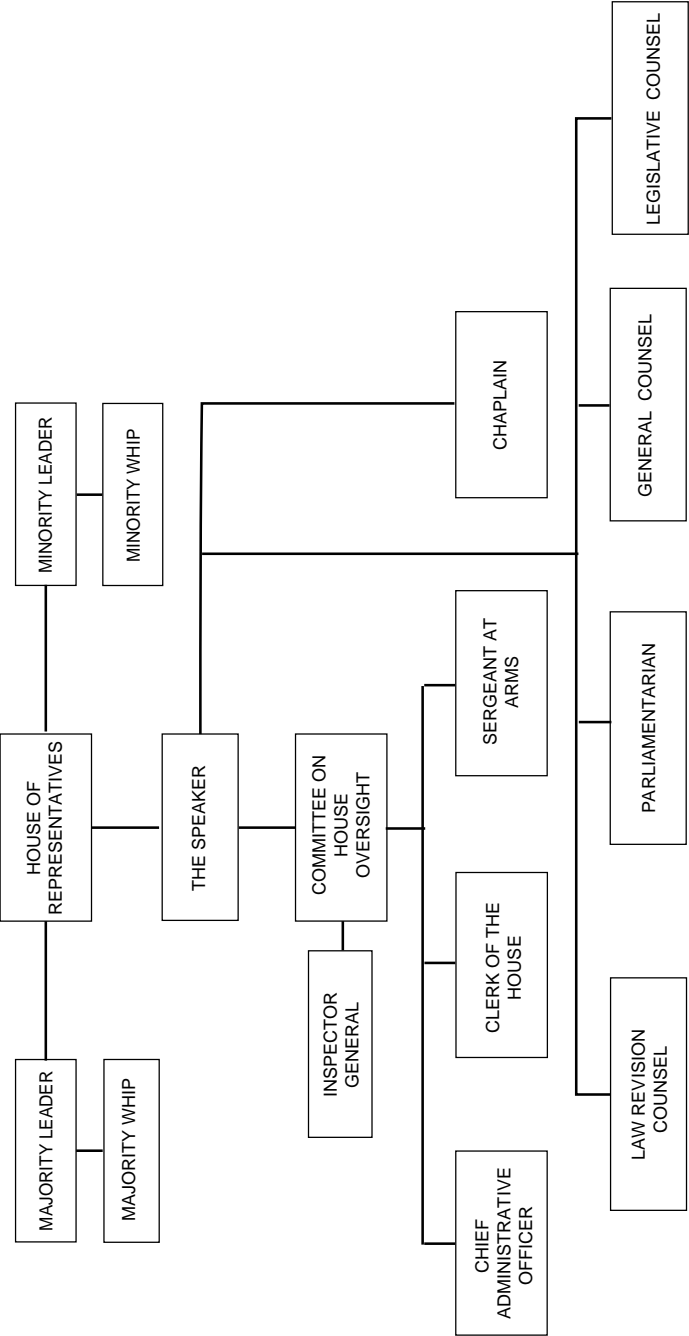 HOUSE OF
REPRESENTATIVES
MAJORITY LEADER
MINORITY LEADER
MAJORITY WHIP
MINORITY WHIP
THE SPEAKER
COMMITTEE ON
HOUSE
OVERSIGHT
INSPECTOR
GENERAL
CHIEF
ADMINISTRATIVE
OFFICER
CLERK OF THE
HOUSE
SERGEANT AT
ARMS
CHAPLAIN
LAW REVISION
COUNSEL
PARLIAMENTARIAN
GENERAL COUNSEL
LEGISLATIVE COUNSEL